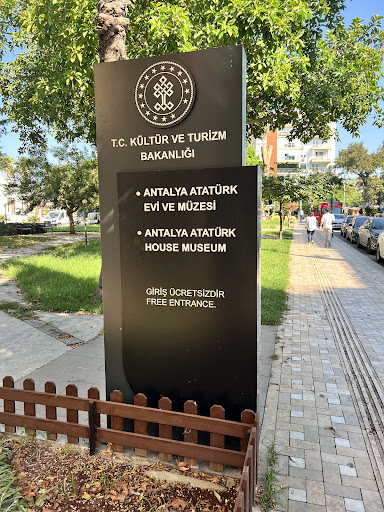 T.C. KÜLTÜR VE TURİZM
BAKANLIĞI
• ANTALYA ATATÜRK
EVİ VE MÜZESİ
• ANTALYA ATATÜRK
HOUSE MUSEUM
GİRİŞ ÜCRETSİZDİR
FREE ENTRANCE.